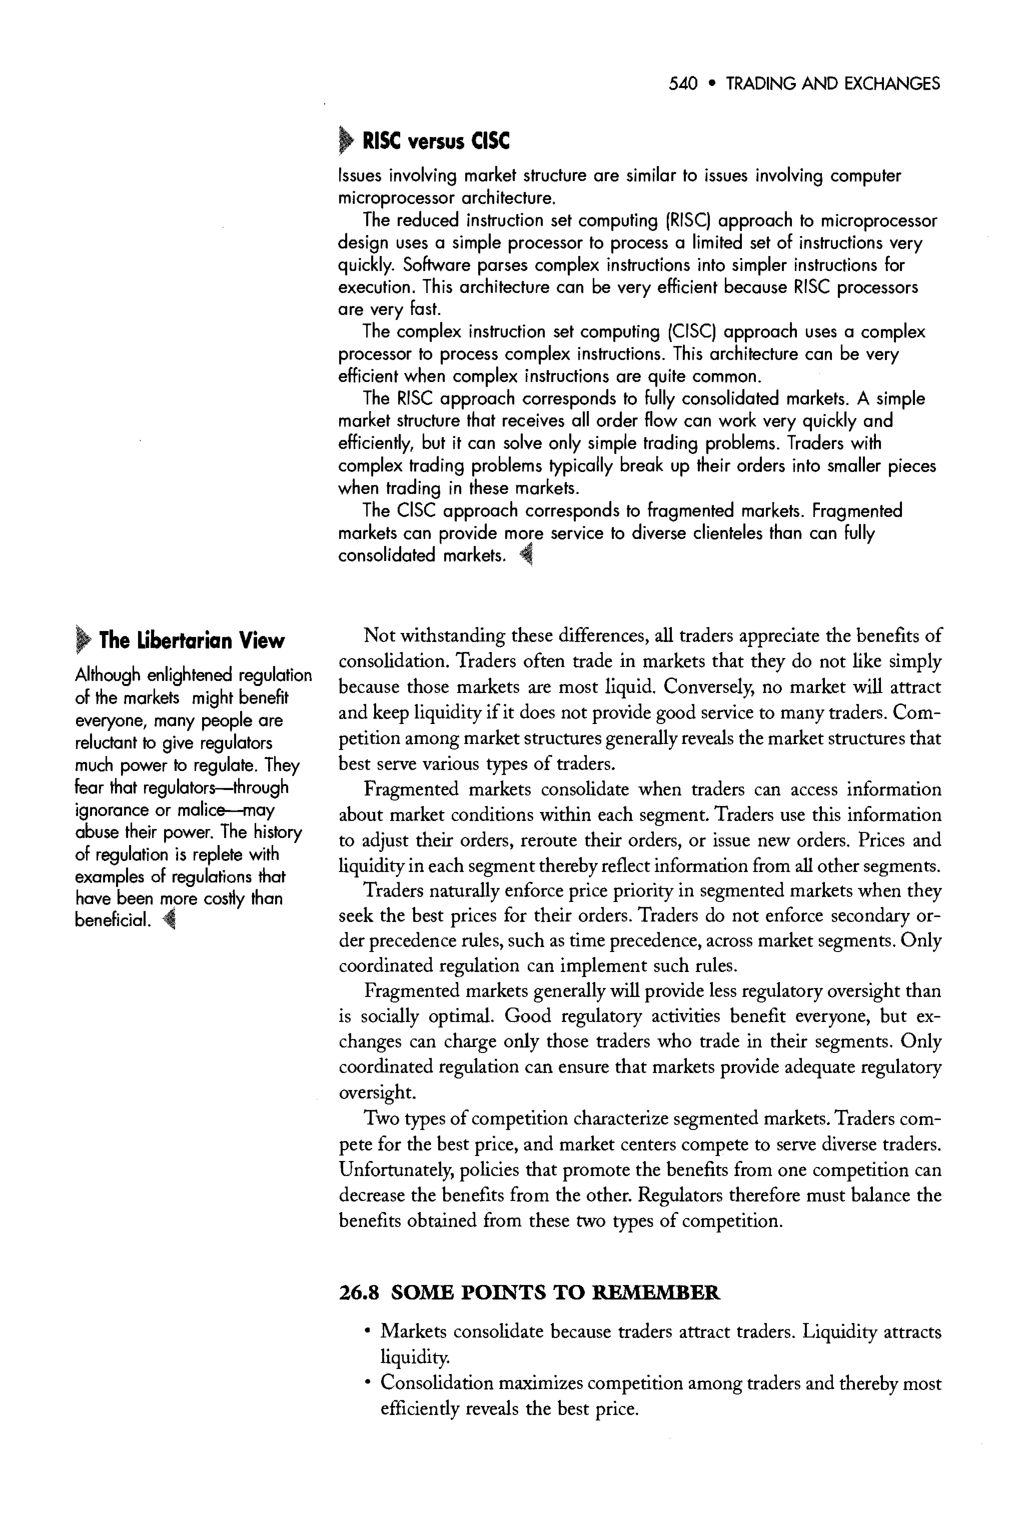 540 • TRADING AND EXCHANGES
RISC versus CISC
Issues involving market structure are similar to issues involving computer
microprocessor architecture.
The reduced instruction set computing (RISC) approach to microprocessor
design uses a simple processor to process a limited set of instructions very
quickly. Software parses complex instructions into simpler instructions for
execution. This architecture can be very efficient because RISC processors
are very fast.
The complex instruction set computing (CISC) approach uses a complex
processor to process complex instructions. This architecture can be very
efficient when complex instructions are quite common.
The RISC approach corresponds to fully consolidated markets. A simple
market structure that receives all order flow can work very quickly and
efficiently, but it can solve only simple trading problems. Traders with
complex trading problems typically break up their orders into smaller pieces
when trading in these markets.
The CISC approach corresponds to fragmented markets. Fragmented
markets can provide more service to diverse clienteles than can fully
consolidated markets.
The Libertarian View
Although enlightened regulation
of the markets might benefit
everyone, many people are
reluctant to give regulators
much power to regulate. They
fear that regulators—through
ignorance or malice—may
abuse their power. The history
of regulation is replete with
examples of regulations that
have been more costly than
beneficial.
Not withstanding these differences, all traders appreciate the benefits of
consolidation. Traders often trade in markets that they do not like simply
because those markets are most liquid. Conversely, no market will attract
and keep liquidity if it does not provide good service to many traders. Com-
petition among market structures generally reveals the market structures that
best serve various types of traders.
Fragmented markets consolidate when traders can access information
about market conditions within each segment. Traders use this information
to adjust their orders, reroute their orders, or issue new orders. Prices and
liquidity in each segment thereby reflect information from all other segments.
Traders naturally enforce price priority in segmented markets when they
seek the best prices for their orders. Traders do not enforce secondary or-
der precedence rules, such as time precedence, across market segments. Only
coordinated regulation can implement such rules.
Fragmented markets generally will provide less regulatory oversight than
is socially optimal. Good regulatory activities benefit everyone, but ex-
changes can charge only those traders who trade in their segments. Only
coordinated regulation can ensure that markets provide adequate regulatory
oversight.
Two types of competition characterize segmented markets. Traders com-
pete for the best price, and market centers compete to serve diverse traders.
Unfortunately, policies that promote the benefits from one competition can
decrease the benefits from the other. Regulators therefore must balance the
benefits obtained from these two types of competition.
26.8 SOME POINTS TO REMEMBER
• Markets consolidate because traders attract traders. Liquidity attracts
liquidity.
• Consolidation maximizes competition among traders and thereby most
efficiently reveals the best price.